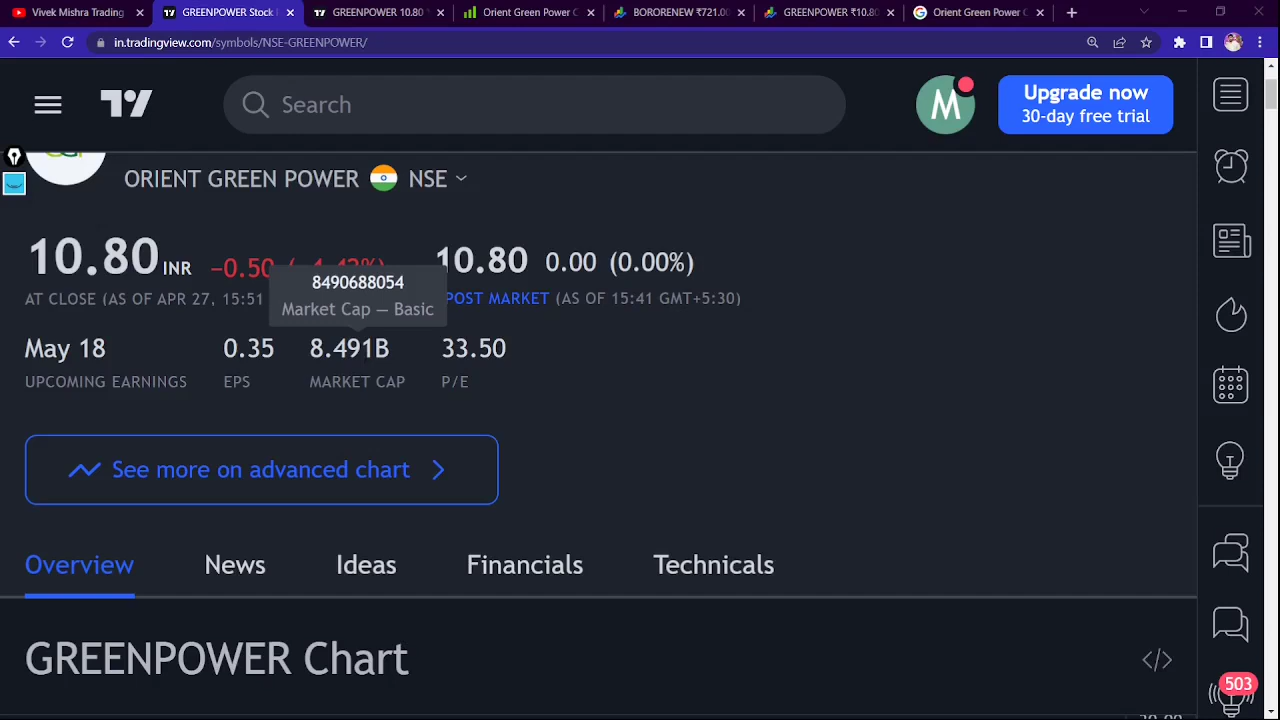 Vivek Mishra Trading
GREENPOWER Stock
GREENPOWER 10.80
Orient Green Power C
BORORENEW ₹721.0
GREENPOWER ₹10.80
Orient Green Power C
in.tradingview.com/symbols/NSE-GREENPOWER/
Search
M
Upgrade now
30-day free trial
ORIENT GREEN POWER NSE
10.80 INR −0.50
10.80 0.00 (0.00%)
8490688054
Market Cap — Basic
AT CLOSE (AS OF APR 27, 15:51
POST MARKET (AS OF 15:41 GMT+5:30)
May 18 0.35 8.491B 33.50
UPCOMING EARNINGS EPS MARKET CAP P/E
See more on advanced chart
Overview News Ideas Financials Technicals
GREENPOWER Chart
503